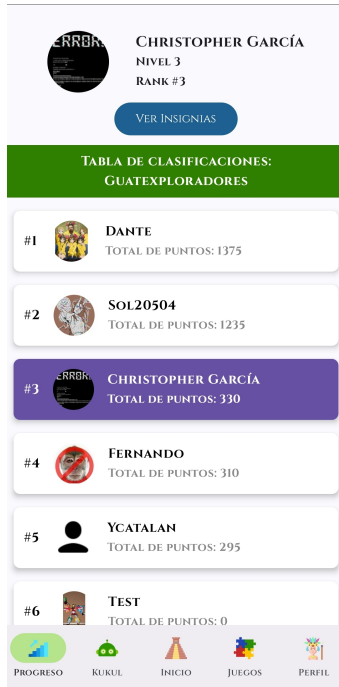 ERROR!
Christopher García
Nivel 3
Rank #3
Ver Insignias
Tabla de clasificaciones:
Guatexploradores
#1
Dante
Total de puntos: 1375
#2
Sol20504
Total de puntos: 1235
#3
Christopher García
Total de puntos: 330
#4
Fernando
Total de puntos: 310
#5
Ycatalan
Total de puntos: 295
#6
Test
Total de puntos: 0
Progreso
Kukul
Inicio
Juegos
Perfil